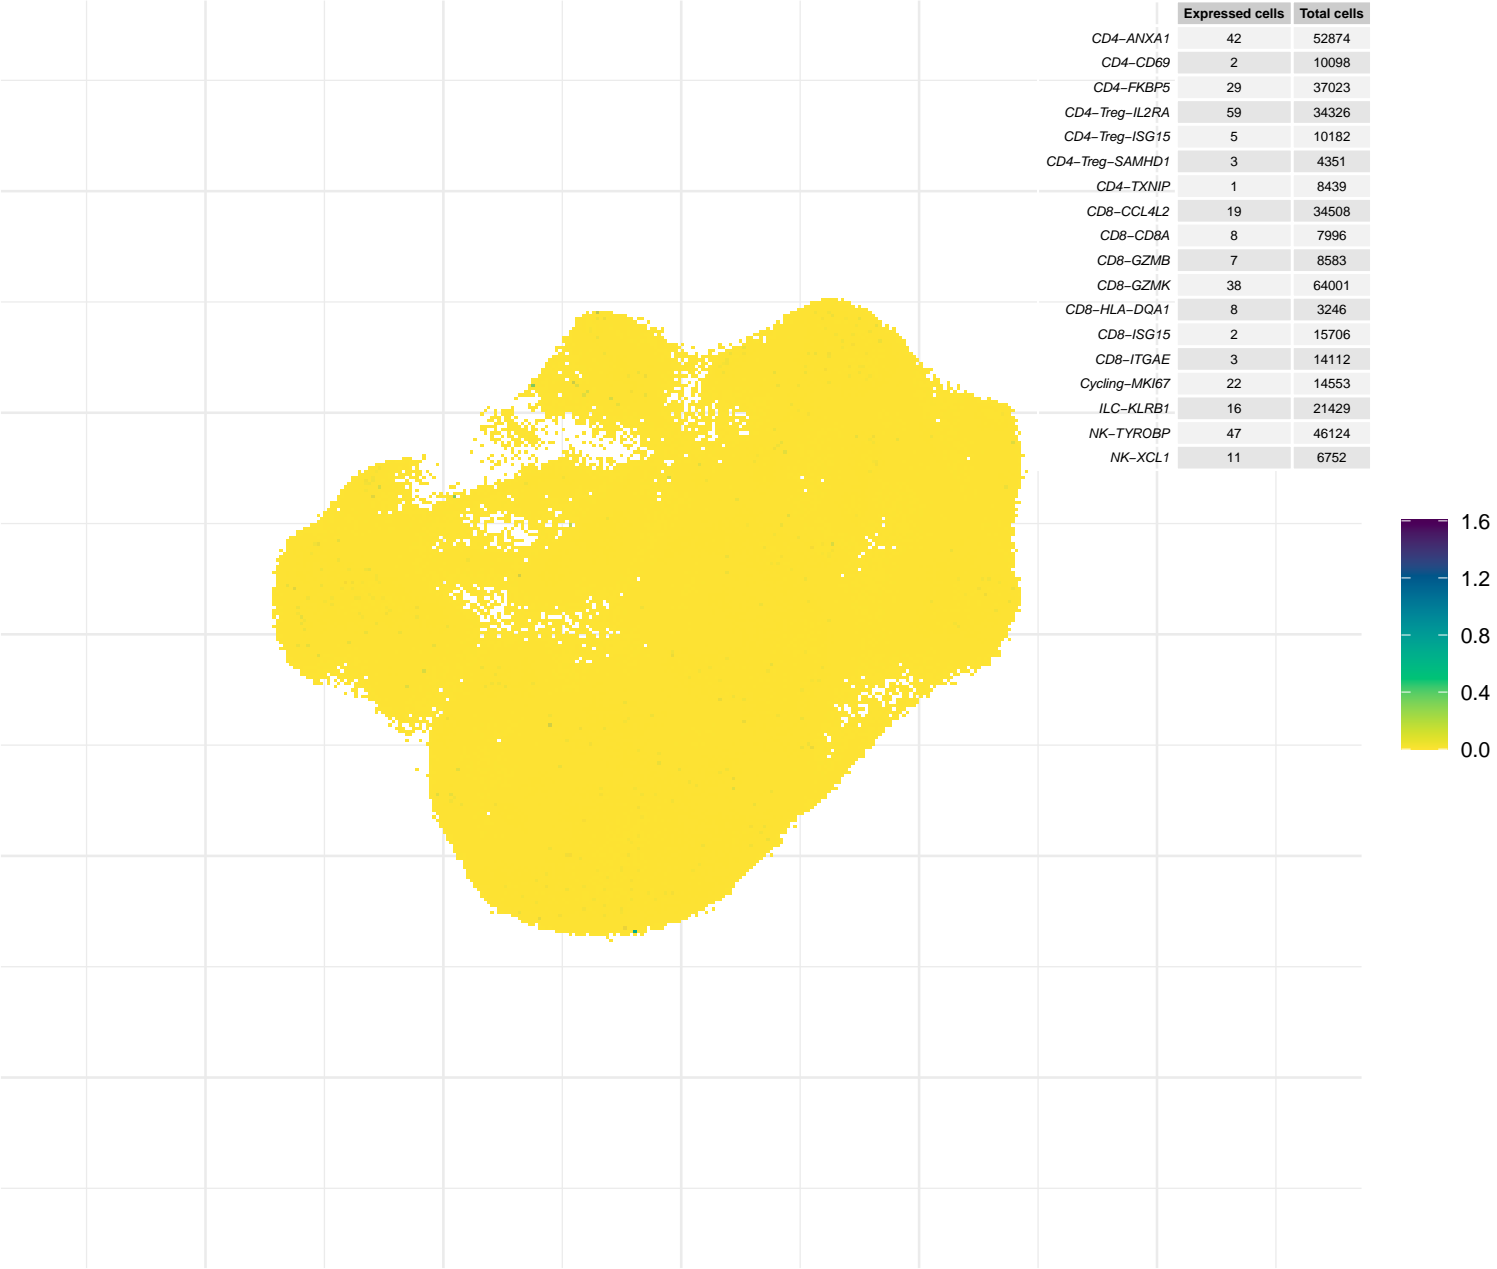 Expressed cells Total cells
CD4−ANXA1 42 52874
CD4−CD69 2 10098
CD4−FKBP5 29 37023
CD4−Treg−IL2RA 59 34326
CD4−Treg−ISG15 5 10182
CD4−Treg−SAMHD1 3 4351
CD4−TXNIP 1 8439
CD8−CCL4L2 19 34508
CD8−CD8A 8 7996
CD8−GZMB 7 8583
CD8−GZMK 38 64001
CD8−HLA−DQA1 8 3246
CD8−ISG15 2 15706
CD8−ITGAE 3 14112
Cycling−MKI67 22 14553
ILC−KLRB1 16 21429
NK−TYROBP 47 46124
NK−XCL1 11 6752
1.6
1.2
0.8
0.4
0.0